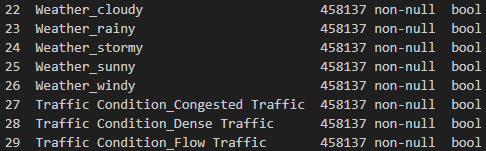 22 Weather_cloudy 458137 non-null bool
23 Weather_rainy 458137 non-null bool
24 Weather_stormy 458137 non-null bool
25 Weather_sunny 458137 non-null bool
26 Weather_windy 458137 non-null bool
27 Traffic Condition_Congested Traffic 458137 non-null bool
28 Traffic Condition_Dense Traffic 458137 non-null bool
29 Traffic Condition_Flow Traffic 458137 non-null bool